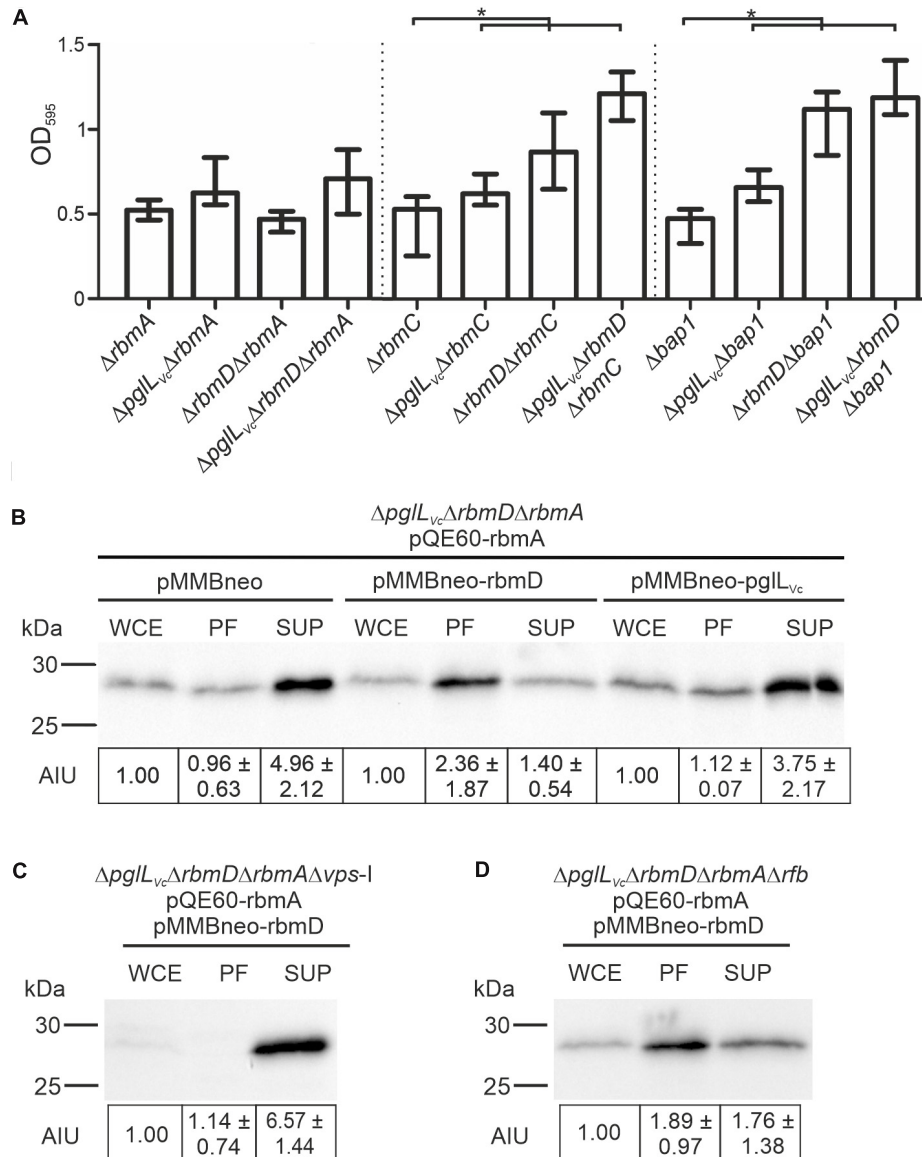 A
*
*
1.5
1
0.5
0
OD595
ΔrbmA
ΔpglLVcΔrbmA
ΔrbmDΔrbmA
ΔpglLVcΔrbmDΔrbmA
ΔrbmC
ΔpglLVcΔrbmC
ΔrbmDΔrbmC
ΔpglLVcΔrbmD
ΔrbmC
Δbap1
ΔpglLVcΔbap1
ΔrbmDΔbap1
ΔpglLVcΔrbmD
Δbap1
B
ΔpglLVcΔrbmDΔrbmA
pQE60-rbmA
pMMBneo pMMBneo-rbmD pMMBneo-pglLVc
kDa WCE PF SUP WCE PF SUP WCE PF SUP
30
25
AIU 1.00 0.96 ± 0.63 4.96 ± 2.12 1.00 2.36 ± 1.87 1.40 ± 0.54 1.00 1.12 ± 0.07 3.75 ± 2.17
C
ΔpglLVcΔrbmDΔrbmAΔvps-I
pQE60-rbmA
pMMBneo-rbmD
WCE PF SUP
kDa
30
25
AIU 1.00 1.14 ± 0.74 6.57 ± 1.44
D
ΔpglLVcΔrbmDΔrbmAΔrfb
pQE60-rbmA
pMMBneo-rbmD
WCE PF SUP
kDa
30
25
AIU 1.00 1.89 ± 0.97 1.76 ± 1.38